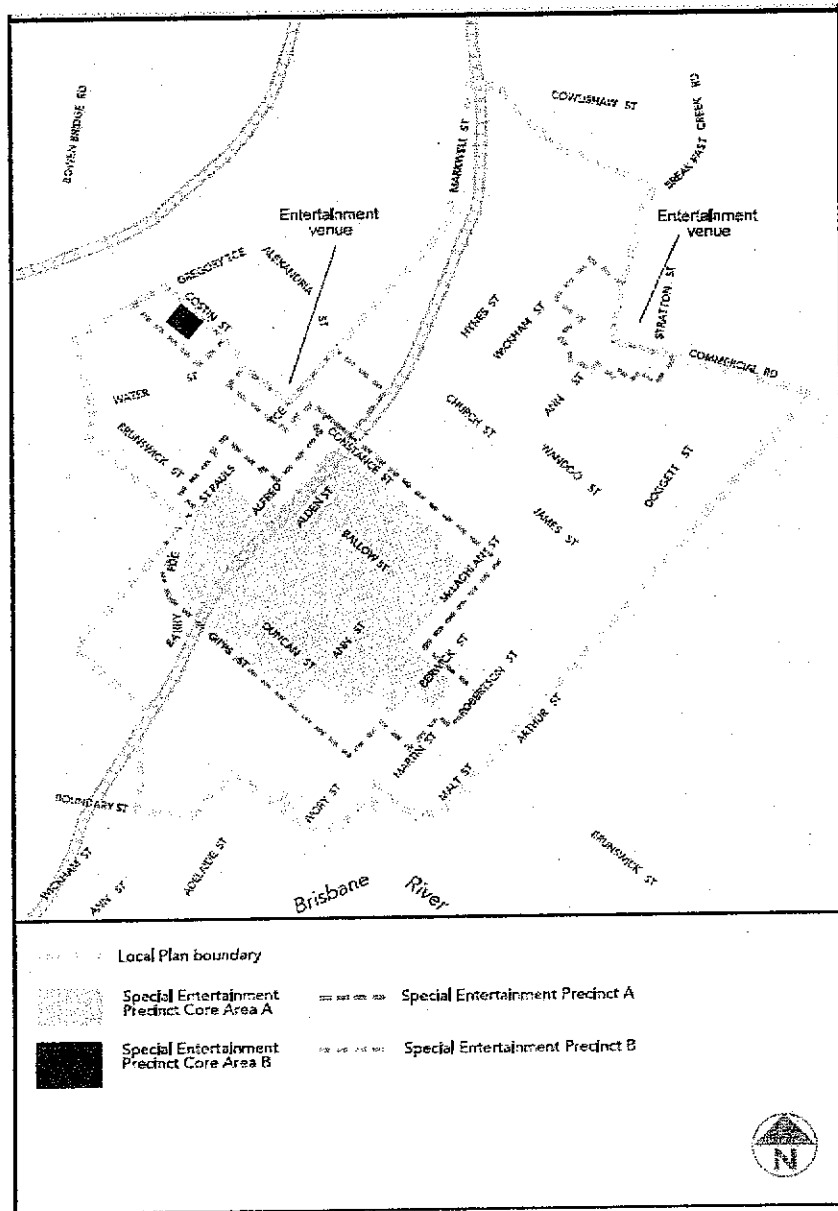 BOWEN BRIDGE RD
MARKWELL ST
COWLISHAW ST
BREAKFAST CREEK RD
Entertainment
venue
Entertainment
venue
GREGORY TCE
ALEXANDRIA
ST
COSTIN ST
STRATTON ST
HYNES ST
WICKHAM ST
COMMERCIAL RD
WATER
ST
TCE
ANN ST
BRUNSWICK ST
CHURCH ST
CONSTANCE ST
ST PAULS
ALFRED
ALDEN ST
WANDOO ST
DOGGETT ST
JAMES ST
BALLOW ST
McLACHLAN ST
BARRY PDE
GIPPS ST
DUNCAN ST
ANN ST
BERWICK ST
ROBERTSON ST
MARTIN ST
ARTHUR ST
MALT ST
IVORY ST
BOUNDARY ST
WICKHAM ST
ANN ST
ADELAIDE ST
BRUNSWICK ST
Brisbane River
Local Plan boundary
Special Entertainment
Precinct Core Area A
Special Entertainment Precinct A
Special Entertainment
Precinct Core Area B
Special Entertainment Precinct B
N